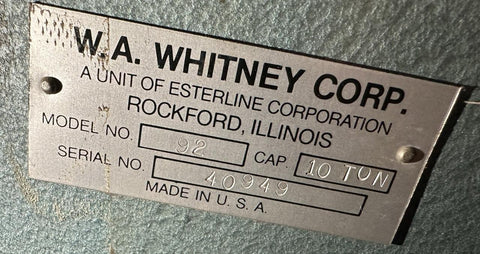 W.A. WHITNEY CORP.
A UNIT OF ESTERLINE CORPORATION
ROCKFORD, ILLINOIS
MODEL NO. 92 CAP. 10 TON
SERIAL NO. 40949
MADE IN U. S. A.